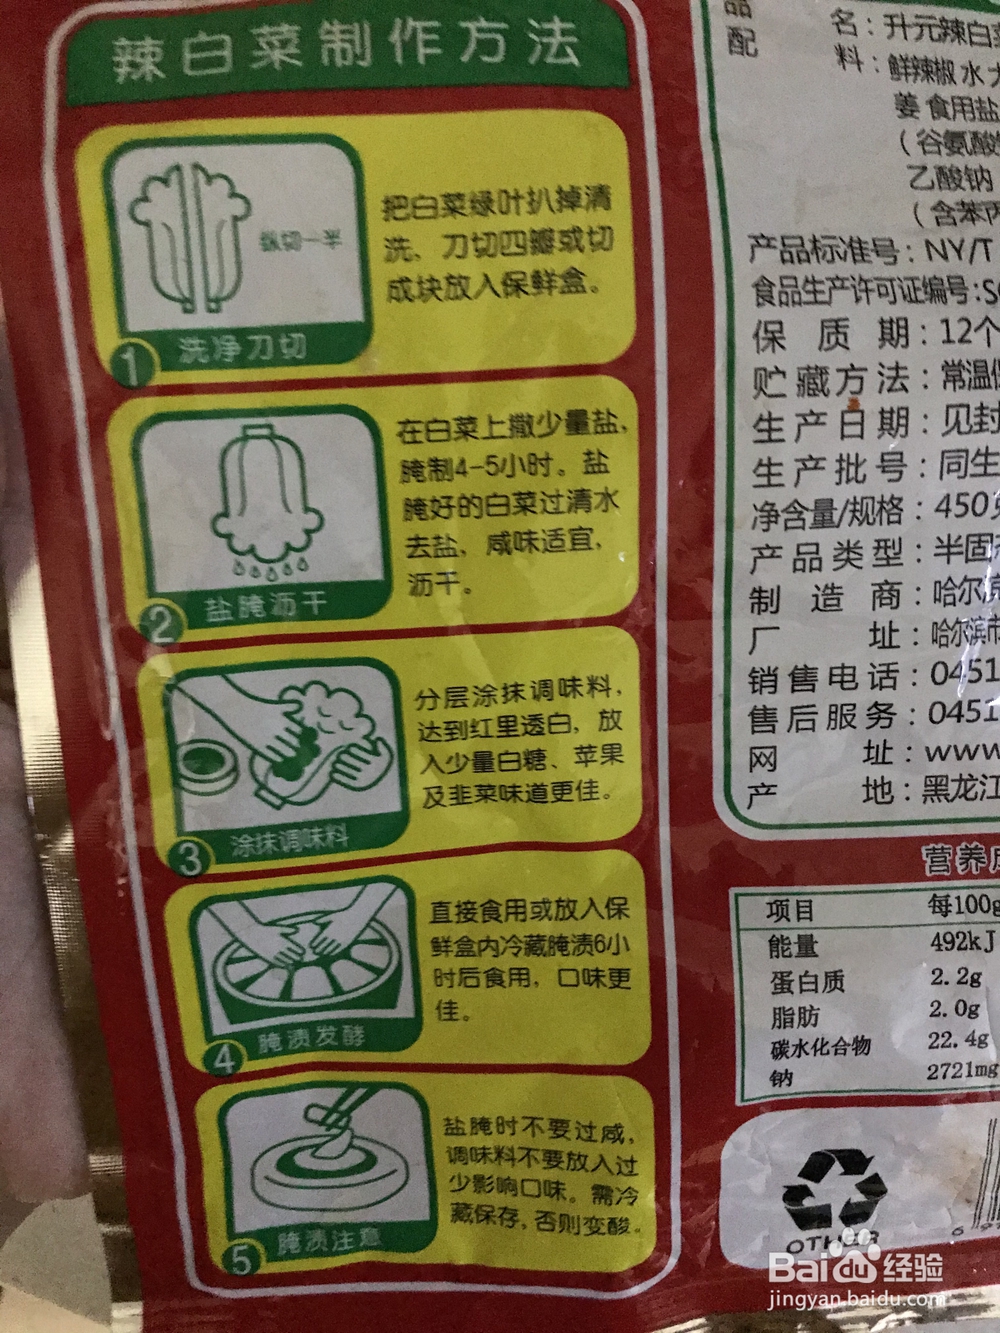 辣白菜制作方法
纵切一半
把白菜绿叶扒掉清
洗、刀切四瓣或切
成块放入保鲜盒。
1 洗净刀切
在白菜上撒少量盐，
腌制4-5小时。盐
腌好的白菜过清水
去盐，咸味适宜，
沥干。
2 盐腌沥干
分层涂抹调味料，
达到红里透白，放
入少量白糖、苹果
及韭菜味道更佳。
3 涂抹调味料
直接食用或放入保
鲜盒内冷藏腌渍6小
时后食用，口味更
佳。
4 腌渍发酵
盐腌时不要过咸，
调味料不要放入过
少影响口味。需冷
藏保存，否则变酸。
5 腌渍注意
品 名：升元辣白菜
配 料：鲜辣椒 水 大
姜 食用盐
（谷氨酸
乙酸钠
（含苯丙
产品标准号：NY/T
食品生产许可证编号：SC
保质期：12个
贮藏方法：常温
生产日期：见封
生产批号：同生
净含量/规格：450克
产品类型：半固
制造商：哈尔滨
厂址：哈尔滨市
销售电话：0451
售后服务：0451
网址：www
产地：黑龙江
营养
项目 每100g
能量 492kJ
蛋白质 2.2g
脂肪 2.0g
碳水化合物 22.4g
钠 2721mg
OTHER
Bai百度经验
jingyan.baidu.com